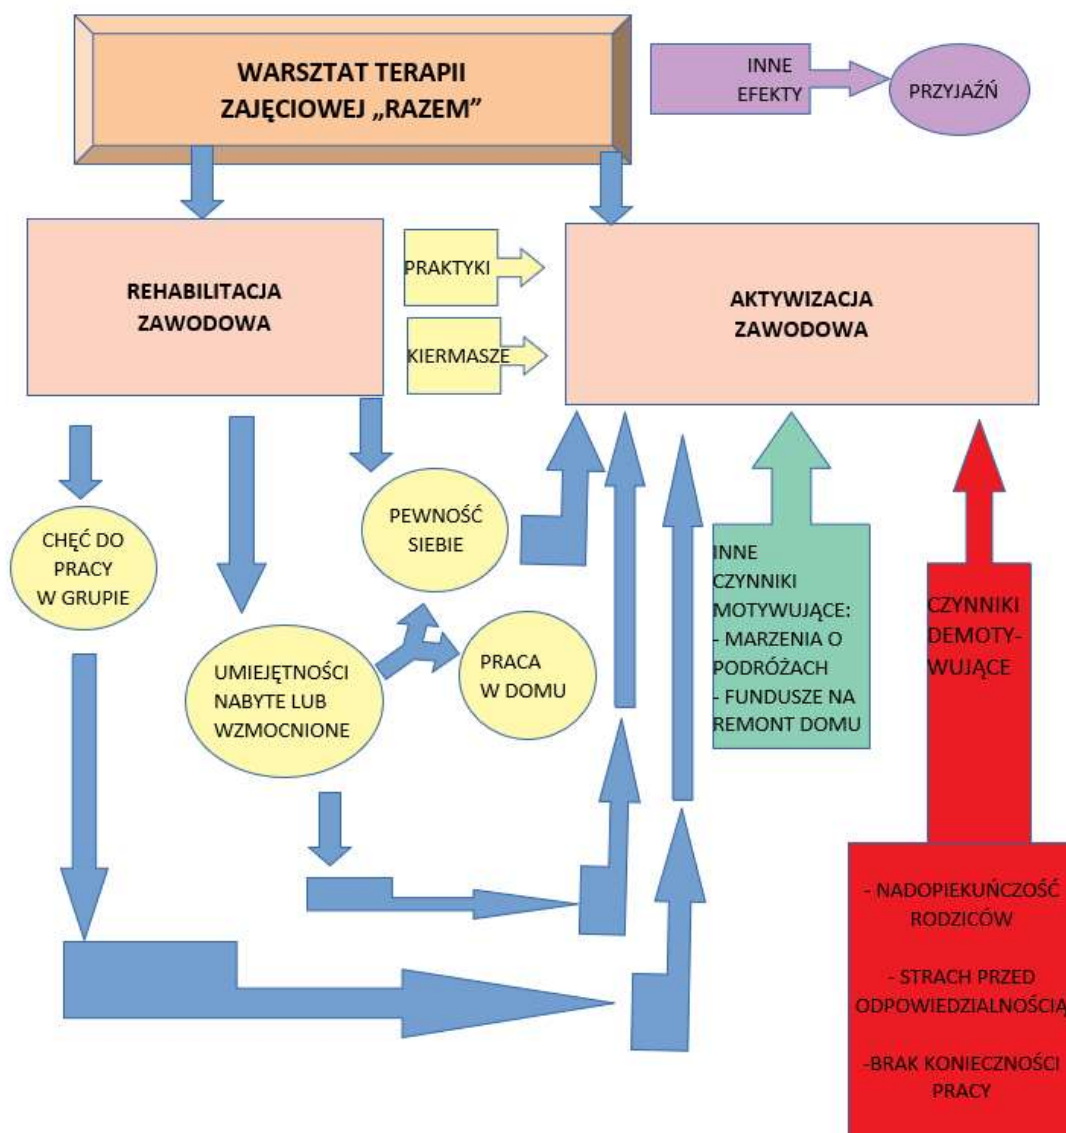 WARSZTAT TERAPII
ZAJĘCIOWEJ „RAZEM”
INNE
EFEKTY
PRZYJAŹŃ
REHABILITACJA
ZAWODOWA
PRAKTYKI
KIERMASZE
AKTYWIZACJA
ZAWODOWA
CHĘĆ DO
PRACY
W GRUPIE
PEWNOŚĆ
SIEBIE
UMIEJĘTNOŚCI
NABYTE LUB
WZMOCNIONE
PRACA
W DOMU
INNE
CZYNNIKI
MOTYWUJĄCE:
- MARZENIA O
PODRÓŻACH
- FUNDUSZE NA
REMONT DOMU
CZYNNIKI
DEMOTY-
WUJĄCE
- NADOPIEKUŃCZOŚĆ
RODZICÓW
- STRACH PRZED
ODPOWIEDZIALNOŚCIĄ
-BRAK KONIECZNOŚCI
PRACY